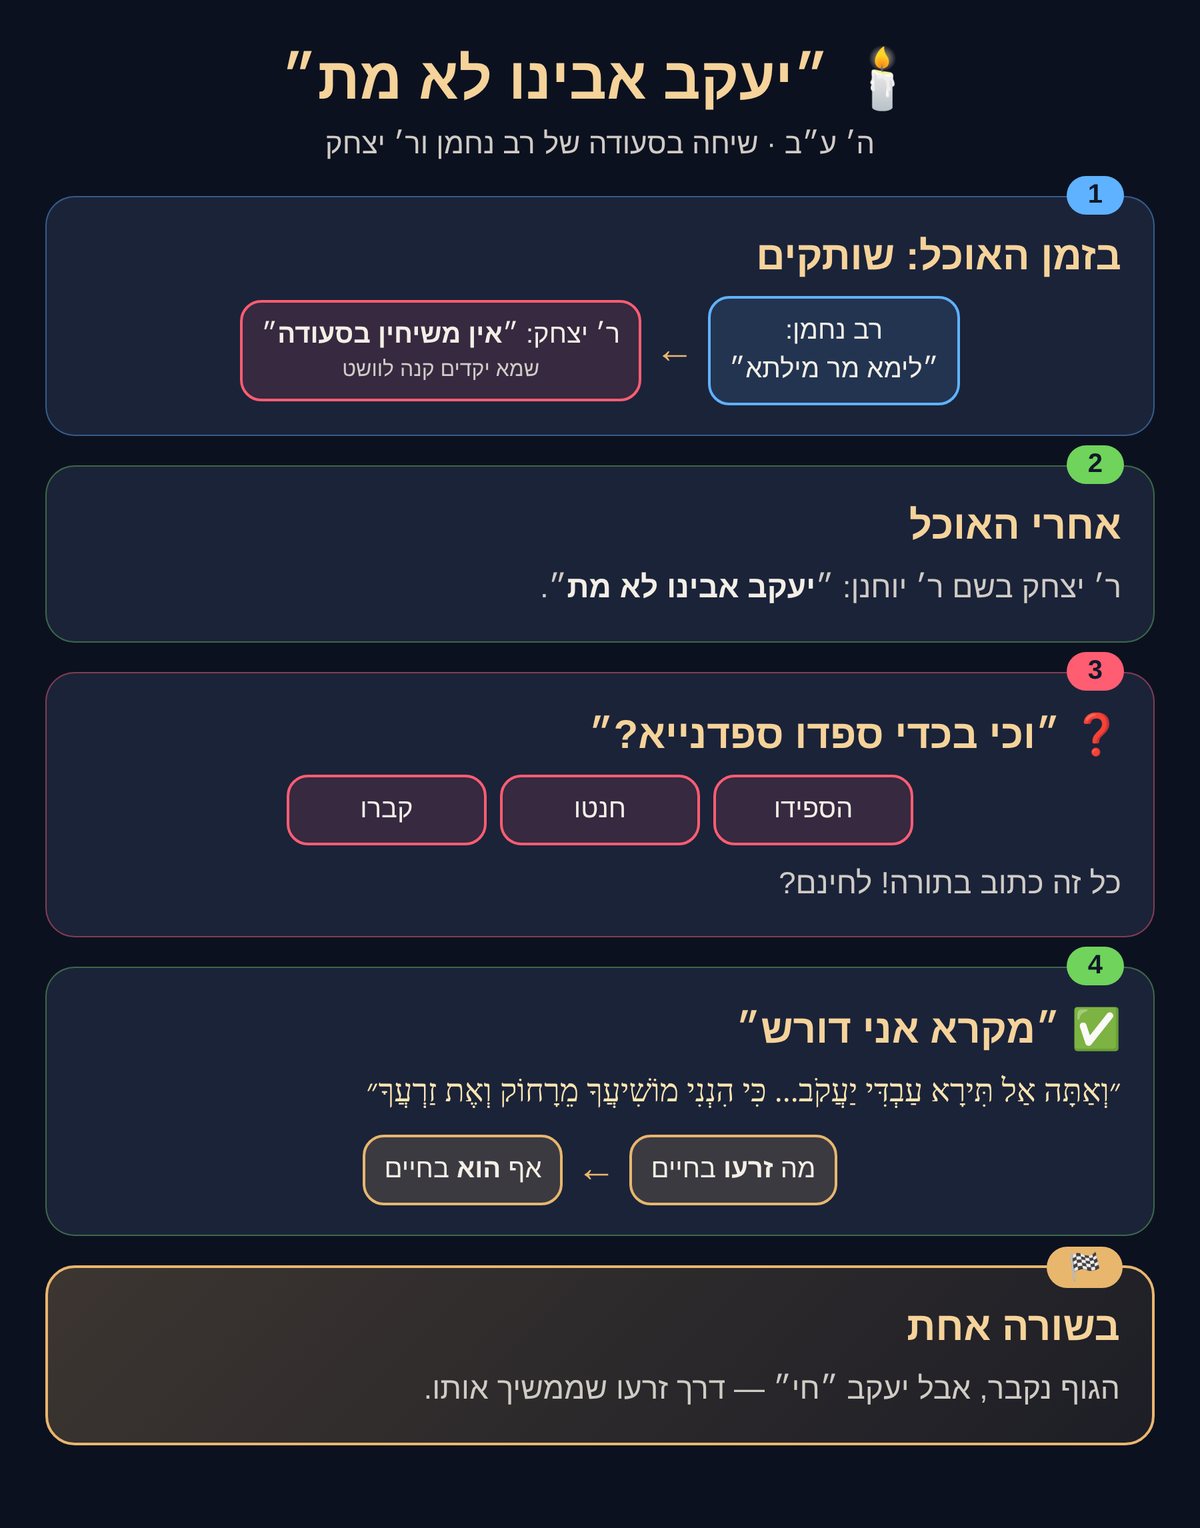 🕯️ ״יעקב אבינו לא מת״
ה׳ ע״ב · שיחה בסעודה של רב נחמן ור׳ יצחק
1
בזמן האוכל: שותקים
רב נחמן:
״לימא מר מילתא״
←
ר׳ יצחק: ״אין משיחין בסעודה״
שמא יקדים קנה לוושט
2
אחרי האוכל
ר׳ יצחק בשם ר׳ יוחנן: ״יעקב אבינו לא מת״.
3
❓ ״וכי בכדי ספדו ספדנייא?״
הספידו
חנטו
קברו
כל זה כתוב בתורה! לחינם?
4
✅ ״מקרא אני דורש״
״וְאַתָּה אַל תִּירָא עַבְדִּי יַעֲקֹב... כִּי הִנְנִי מוֹשִׁיעֲךָ מֵרָחוֹק וְאֶת זַרְעֲךָ״
מה זרעו בחיים
←
אף הוא בחיים
🏁
בשורה אחת
הגוף נקבר, אבל יעקב ״חי״ — דרך זרעו שממשיך אותו.